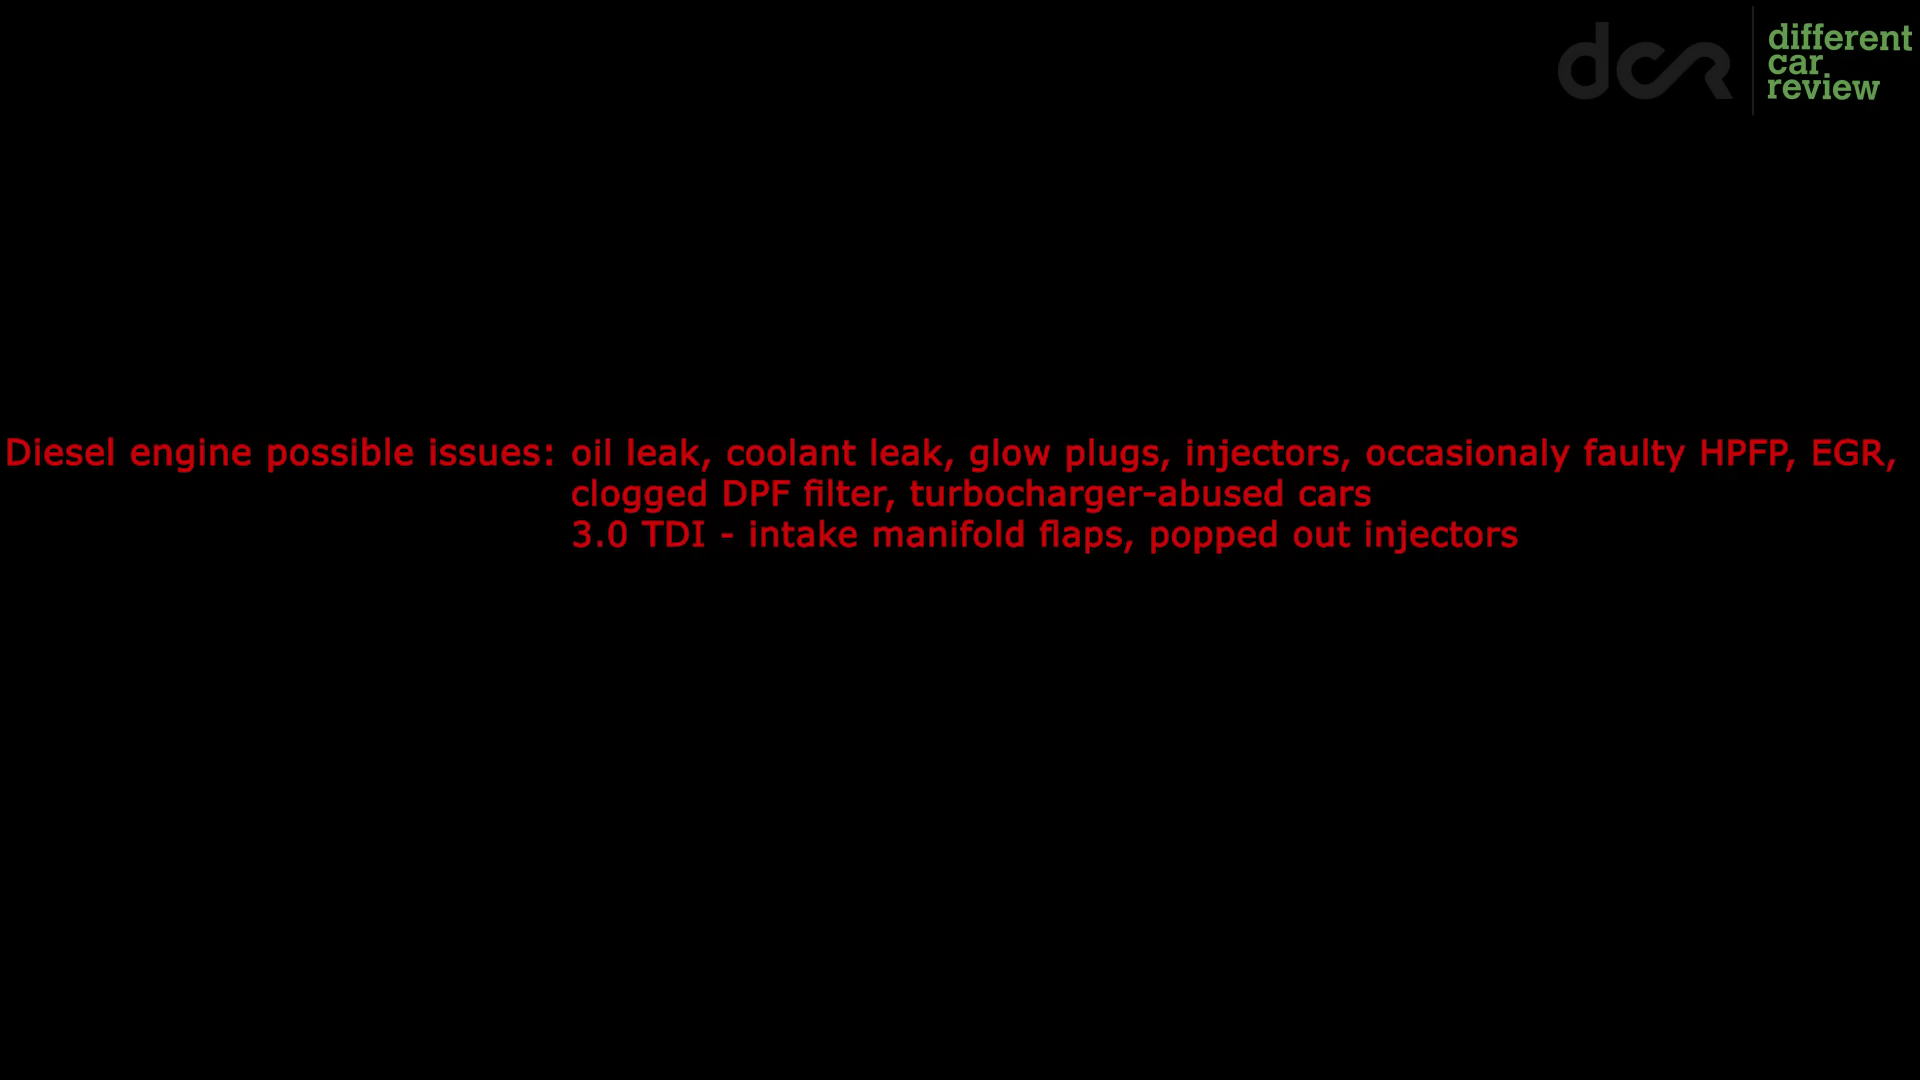 dcr
different
car
review
Diesel engine possible issues: oil leak, coolant leak, glow plugs, injectors, occasionaly faulty HPFP, EGR,
clogged DPF filter, turbocharger-abused cars
3.0 TDI - intake manifold flaps, popped out injectors